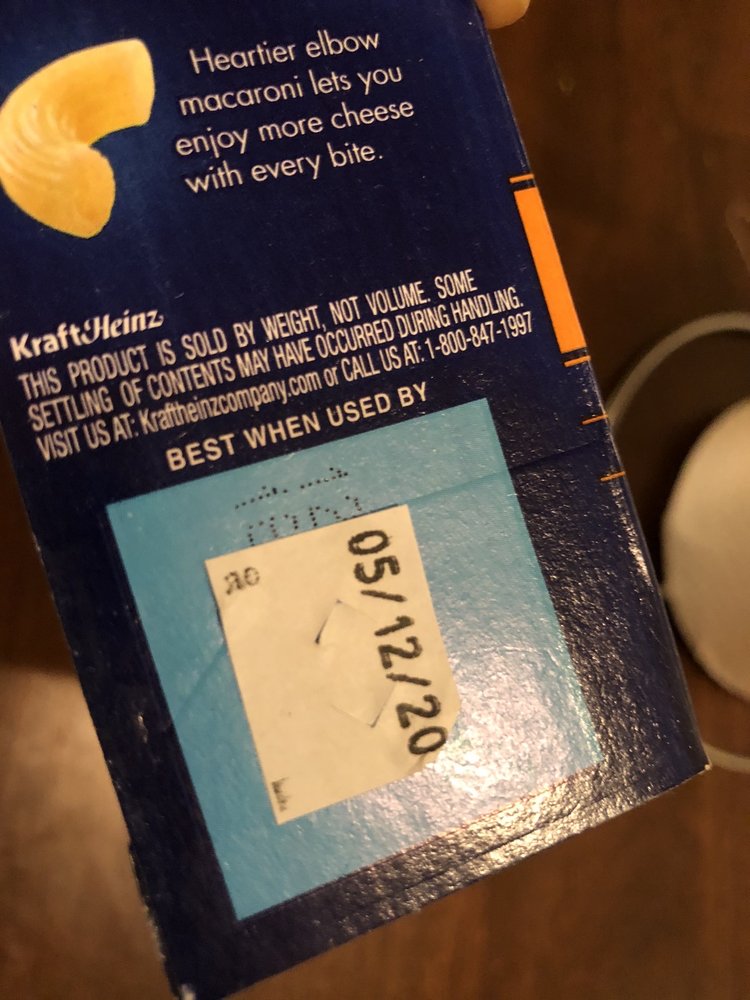 Heartier elbow
macaroni lets you
enjoy more cheese
with every bite.
KraftHeinz
THIS PRODUCT IS SOLD BY WEIGHT, NOT VOLUME. SOME
SETTLING OF CONTENTS MAY HAVE OCCURRED DURING HANDLING.
VISIT US AT: Kraftheinzcompany.com or CALL US AT: 1-800-847-1997
BEST WHEN USED BY
05/12/20